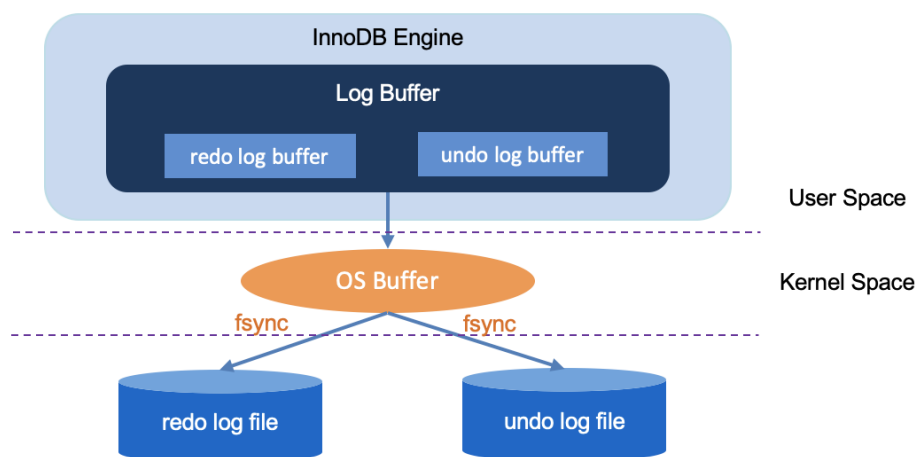 InnoDB Engine
Log Buffer
redo log buffer
undo log buffer
User Space
OS Buffer
Kernel Space
fsync
fsync
redo log file
undo log file